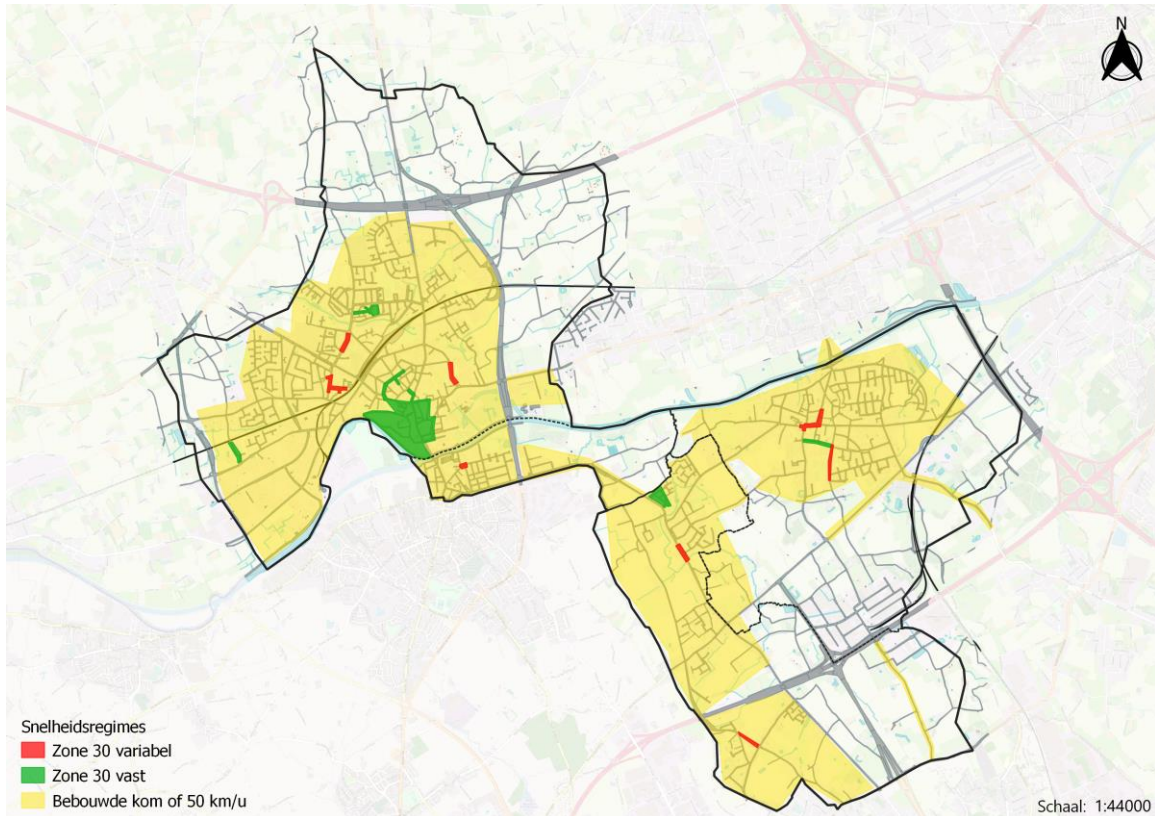 N
Snelheidsregimes
Zone 30 variabel
Zone 30 vast
Bebouwde kom of 50 km/u
Schaal: 1:44000